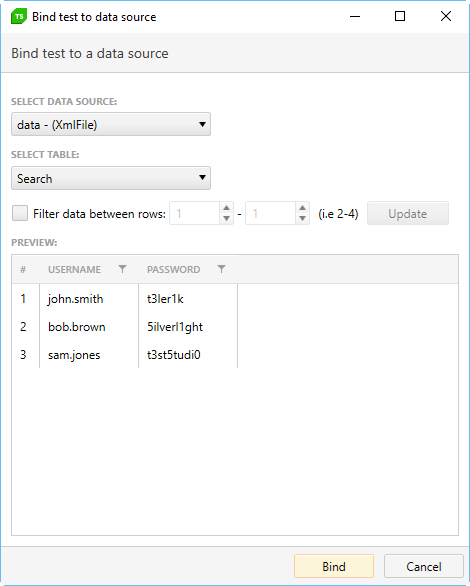 TS Bind test to data source
Bind test to a data source
SELECT DATA SOURCE:
data - (XmlFile)
SELECT TABLE:
Search
Filter data between rows: 1 - 1 (i.e 2-4) Update
PREVIEW:
# USERNAME PASSWORD
1 john.smith t3ler1k
2 bob.brown 5ilverl1ght
3 sam.jones t3st5tudi0
Bind Cancel